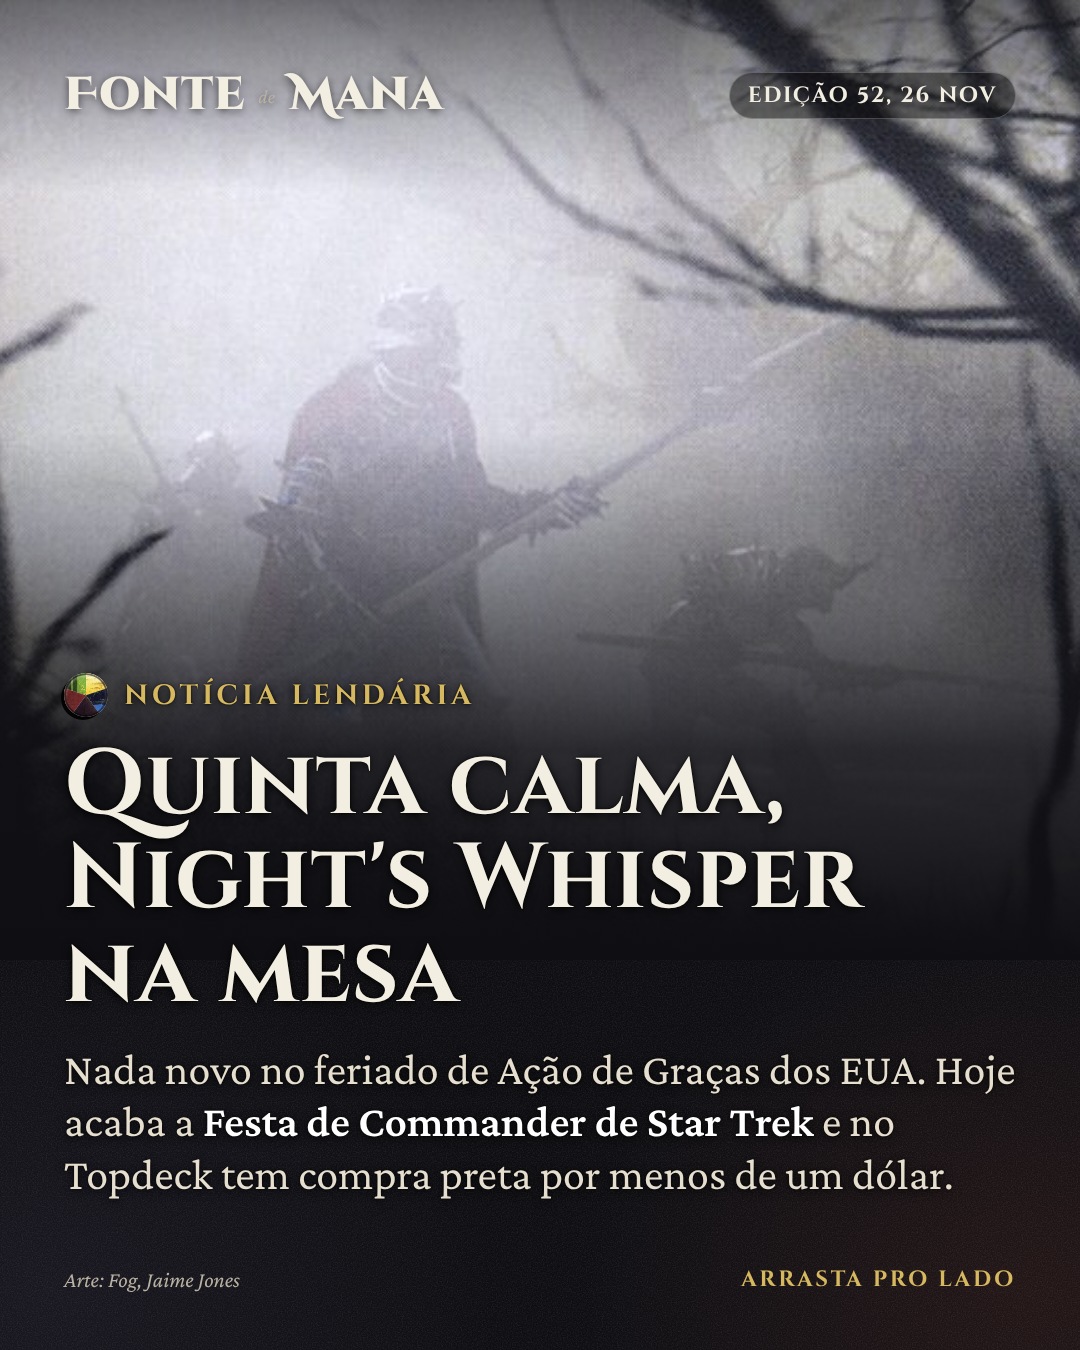 Fonte de Mana
EDIÇÃO 52, 26 NOV
NOTÍCIA LENDÁRIA
Quinta calma,
Night's Whisper
na mesa
Nada novo no feriado de Ação de Graças dos EUA. Hoje
acaba a Festa de Commander de Star Trek e no
Topdeck tem compra preta por menos de um dólar.
Arte: Fog, Jaime Jones
ARRASTA PRO LADO